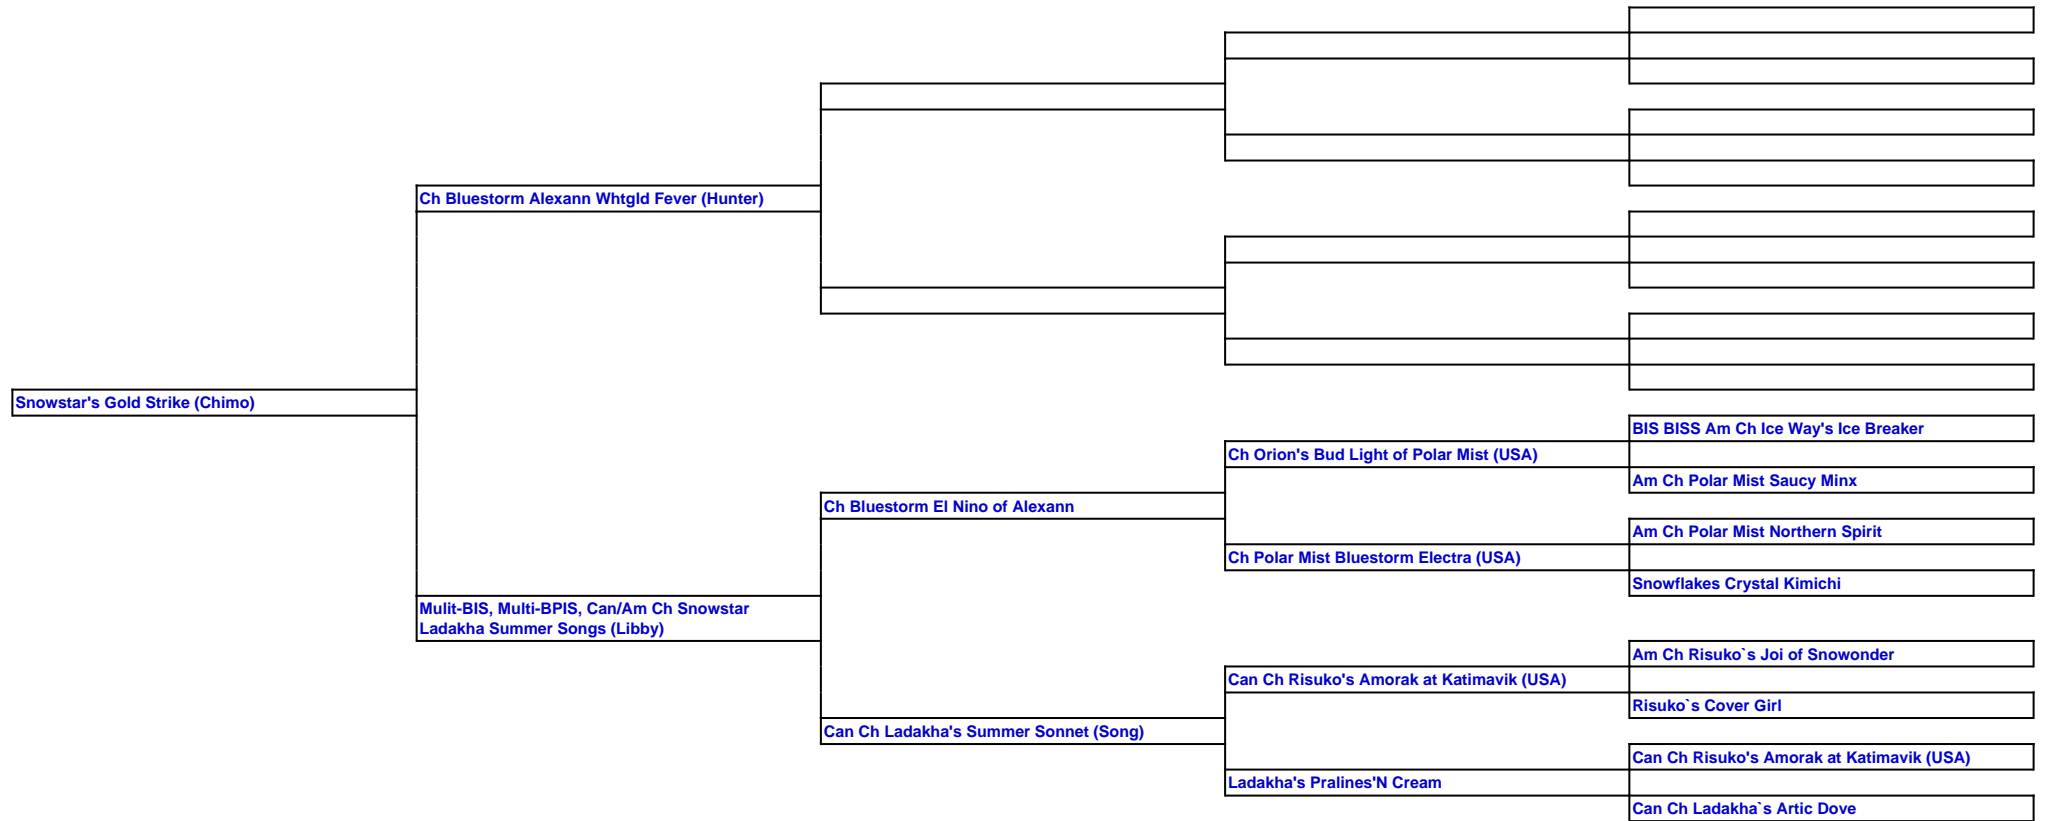 Ch Bluestorm Alexann Whtgld Fever (Hunter)
Snowstar's Gold Strike (Chimo)
BIS BISS Am Ch Ice Way's Ice Breaker
Ch Orion's Bud Light of Polar Mist (USA)
Am Ch Polar Mist Saucy Minx
Ch Bluestorm El Nino of Alexann
Am Ch Polar Mist Northern Spirit
Ch Polar Mist Bluestorm Electra (USA)
Snowflakes Crystal Kimichi
Mulit-BIS, Multi-BPIS, Can/Am Ch Snowstar
Ladakha Summer Songs (Libby)
Am Ch Risuko`s Joi of Snowonder
Can Ch Risuko's Amorak at Katimavik (USA)
Risuko`s Cover Girl
Can Ch Ladakha's Summer Sonnet (Song)
Can Ch Risuko's Amorak at Katimavik (USA)
Ladakha's Pralines'N Cream
Can Ch Ladakha`s Artic Dove